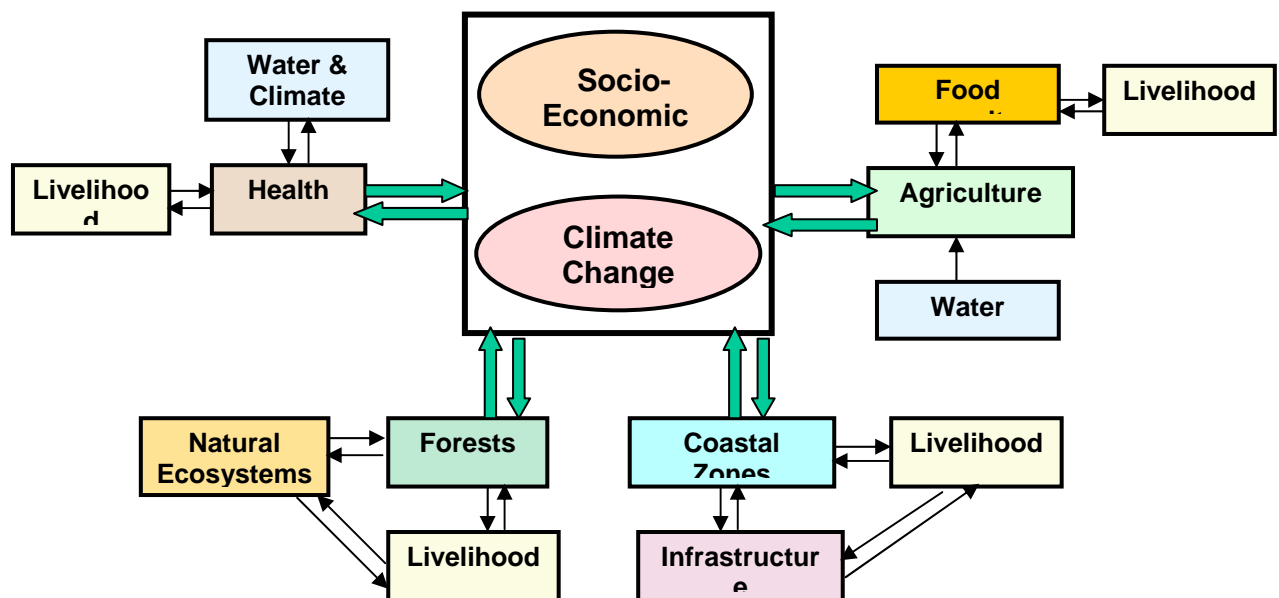 Water &
Climate
Socio-
Economic
Food
Livelihood
Livelihoo
d
Health
Agriculture
Climate
Change
Water
Natural
Ecosystems
Forests
Coastal
Zones
Livelihood
Livelihood
Infrastructur
e